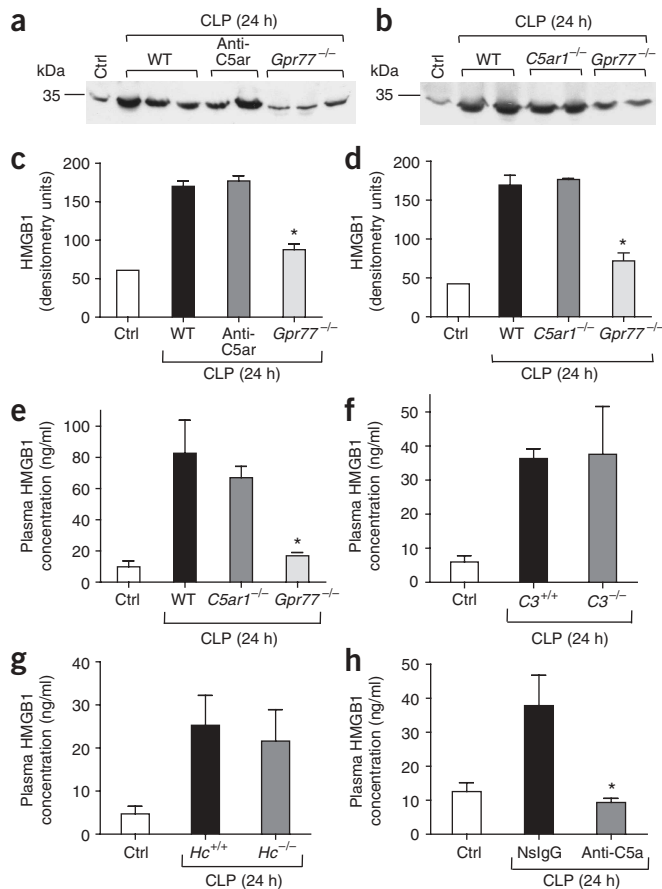 a
CLP (24 h)
Ctrl
WT
Anti-
C5ar
Gpr77−/−
kDa
35
b
CLP (24 h)
Ctrl
WT
C5ar1−/−
Gpr77−/−
kDa
35
c
HMGB1
(densitometry units)
200
150
100
50
0
*
Ctrl
WT
Anti-
C5ar
Gpr77−/−
CLP (24 h)
d
HMGB1
(densitometry units)
200
150
100
50
0
*
Ctrl
WT
C5ar1−/−
Gpr77−/−
CLP (24 h)
e
Plasma HMGB1
concentration (ng/ml)
100
80
60
40
20
0
*
Ctrl
WT
C5ar1−/−
Gpr77−/−
CLP (24 h)
f
Plasma HMGB1
concentration (ng/ml)
50
40
30
20
10
0
Ctrl
C3+/+
C3−/−
CLP (24 h)
g
Plasma HMGB1
concentration (ng/ml)
40
30
20
10
0
Ctrl
Hc+/+
Hc−/−
CLP (24 h)
h
Plasma HMGB1
concentration (ng/ml)
50
40
30
20
10
0
*
Ctrl
NsIgG
Anti-C5a
CLP (24 h)